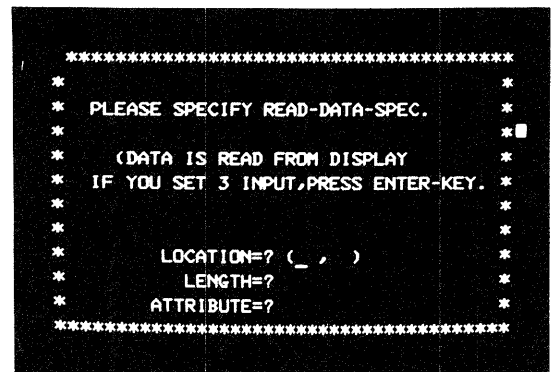 *************************************
* *
* PLEASE SPECIFY READ-DATA-SPEC. *
* *
* (DATA IS READ FROM DISPLAY *
* IF YOU SET 3 INPUT,PRESS ENTER-KEY. *
* *
* *
* LOCATION=? (_ , ) *
* LENGTH=? *
* ATTRIBUTE=? *
*************************************